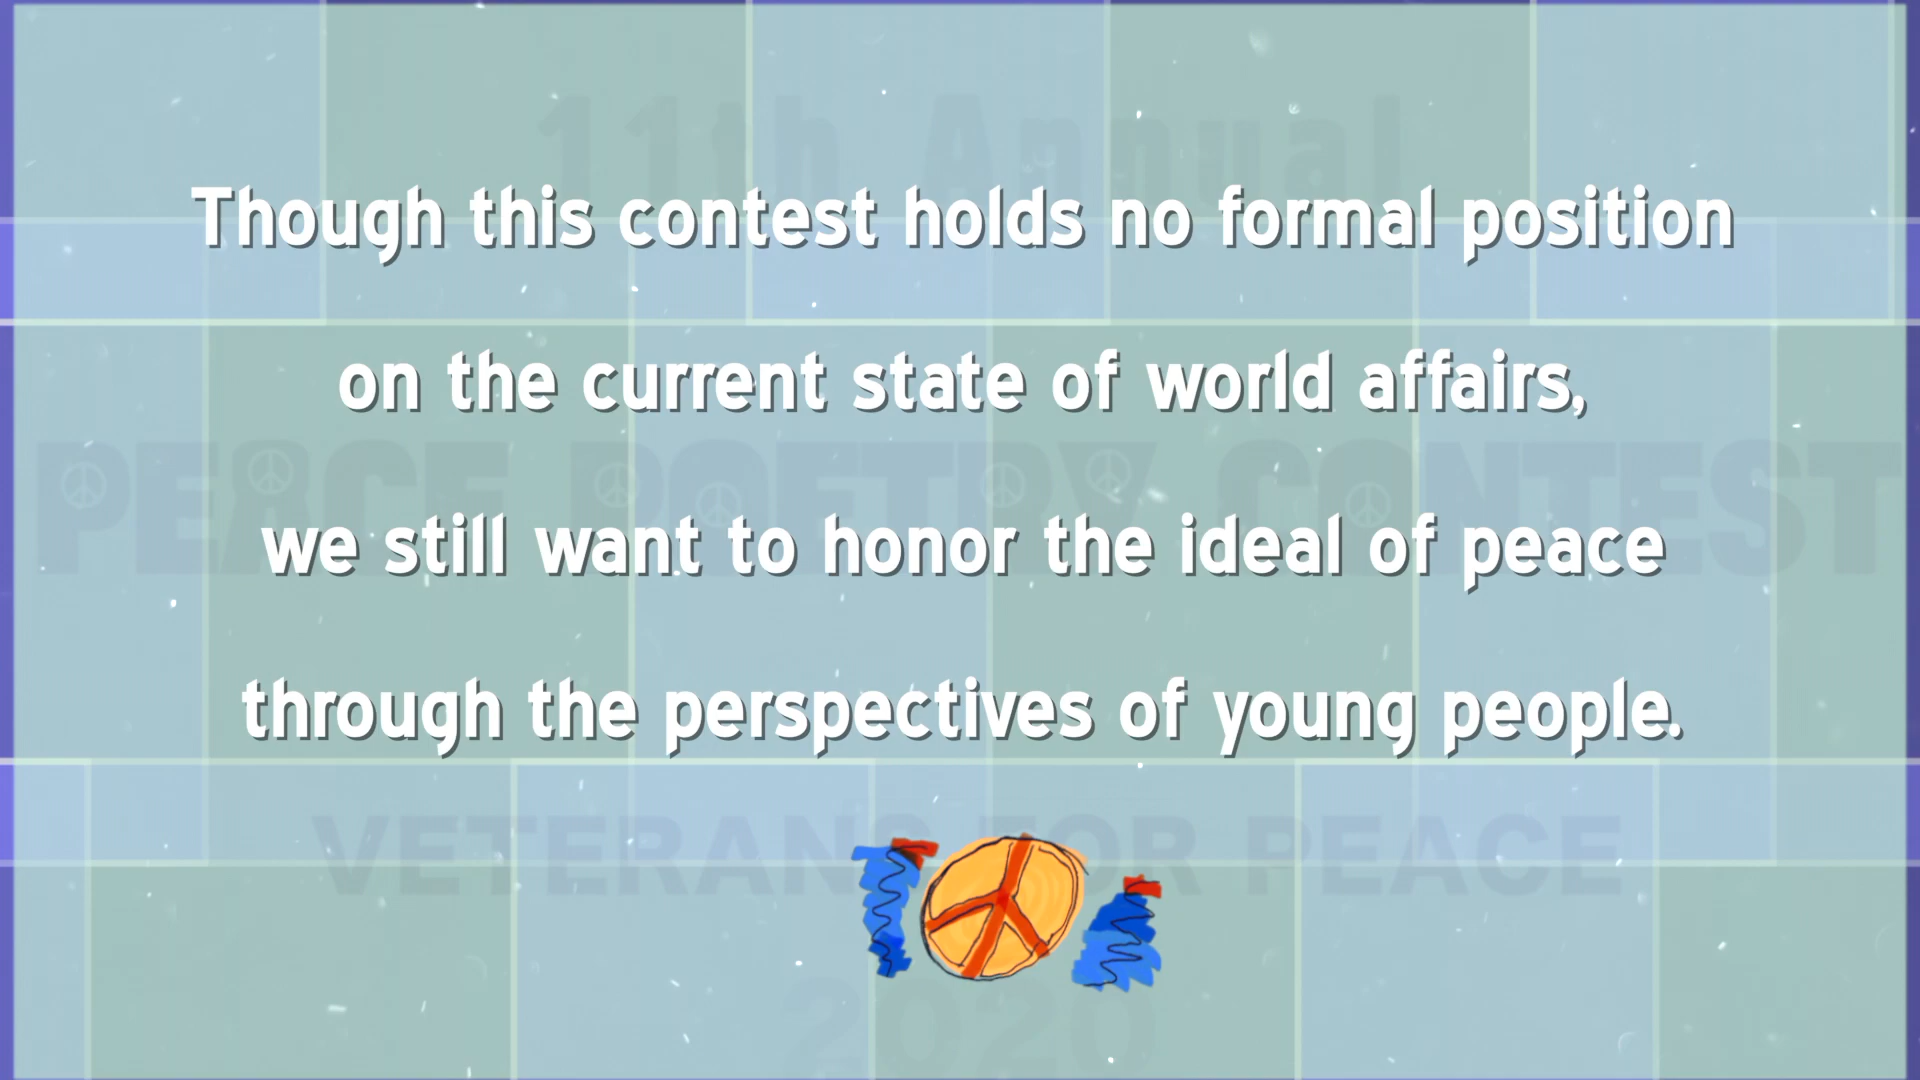 11th Annual
Though this contest holds no formal position
on the current state of world affairs,
PEACE POETRY CONTEST
we still want to honor the ideal of peace
through the perspectives of young people.
VETERANS FOR PEACE
2020